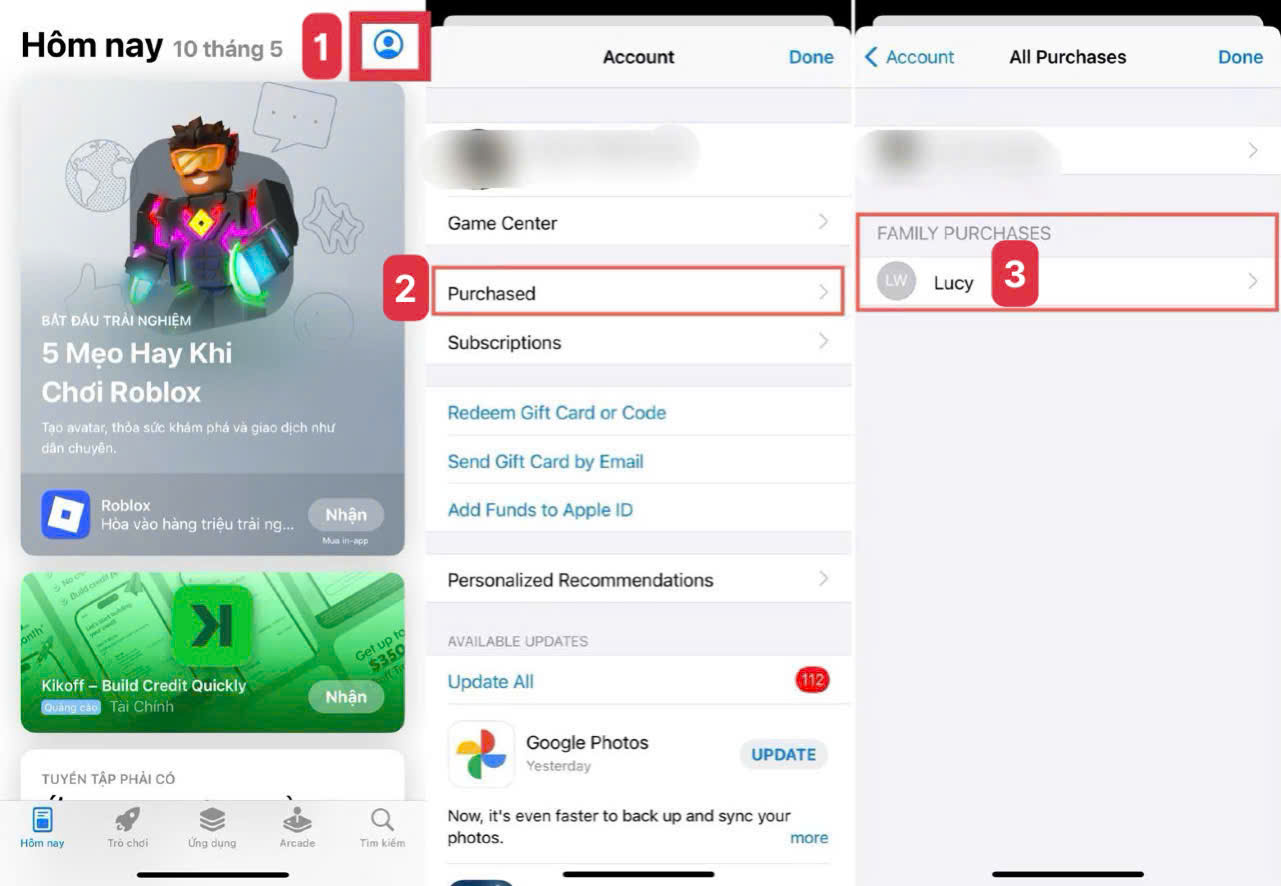 Hôm nay 10 tháng 5
1
BẮT ĐẦU TRẢI NGHIỆM
5 Mẹo Hay Khi
Chơi Roblox
Tạo avatar, thỏa sức khám phá và giao dịch như
dân chuyên.
Roblox
Hòa vào hàng triệu trải ng...
Nhận
Mua in-app
Get up to
$350
Kikoff – Build Credit Quickly
Quảng cáo Tài Chính
Nhận
TUYỂN TẬP PHẢI CÓ
Hôm nay
Trò chơi
Ứng dụng
Arcade
Tìm kiếm
Account
Done
Game Center
2
Purchased
Subscriptions
Redeem Gift Card or Code
Send Gift Card by Email
Add Funds to Apple ID
Personalized Recommendations
AVAILABLE UPDATES
Update All
112
Google Photos
Yesterday
UPDATE
Now, it's even faster to back up and sync your
photos.
more
Account
All Purchases
Done
FAMILY PURCHASES
LW
Lucy
3